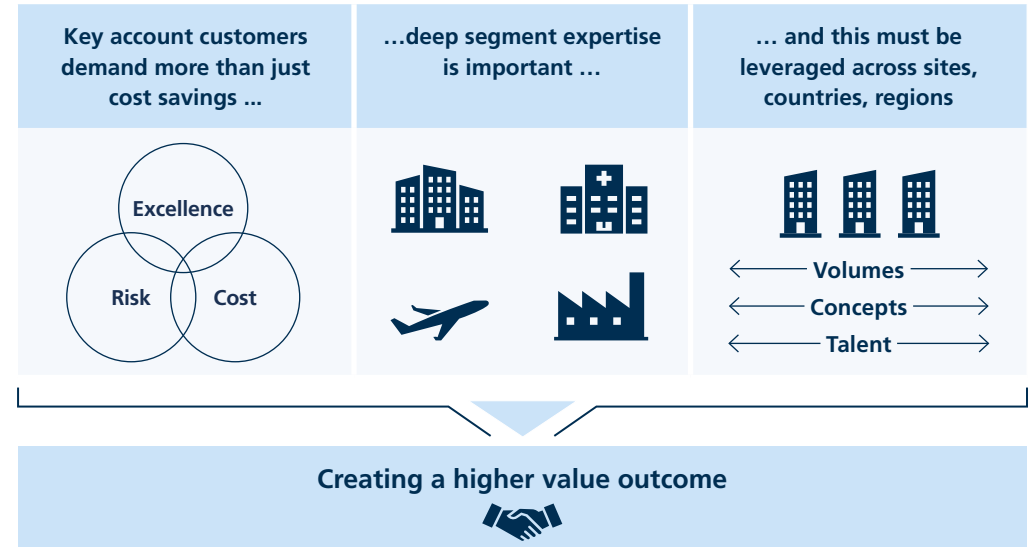 Key account customers
demand more than just
cost savings ...
…deep segment expertise
is important …
… and this must be
leveraged across sites,
countries, regions
Excellence
Risk
Cost
Volumes
Concepts
Talent
Creating a higher value outcome